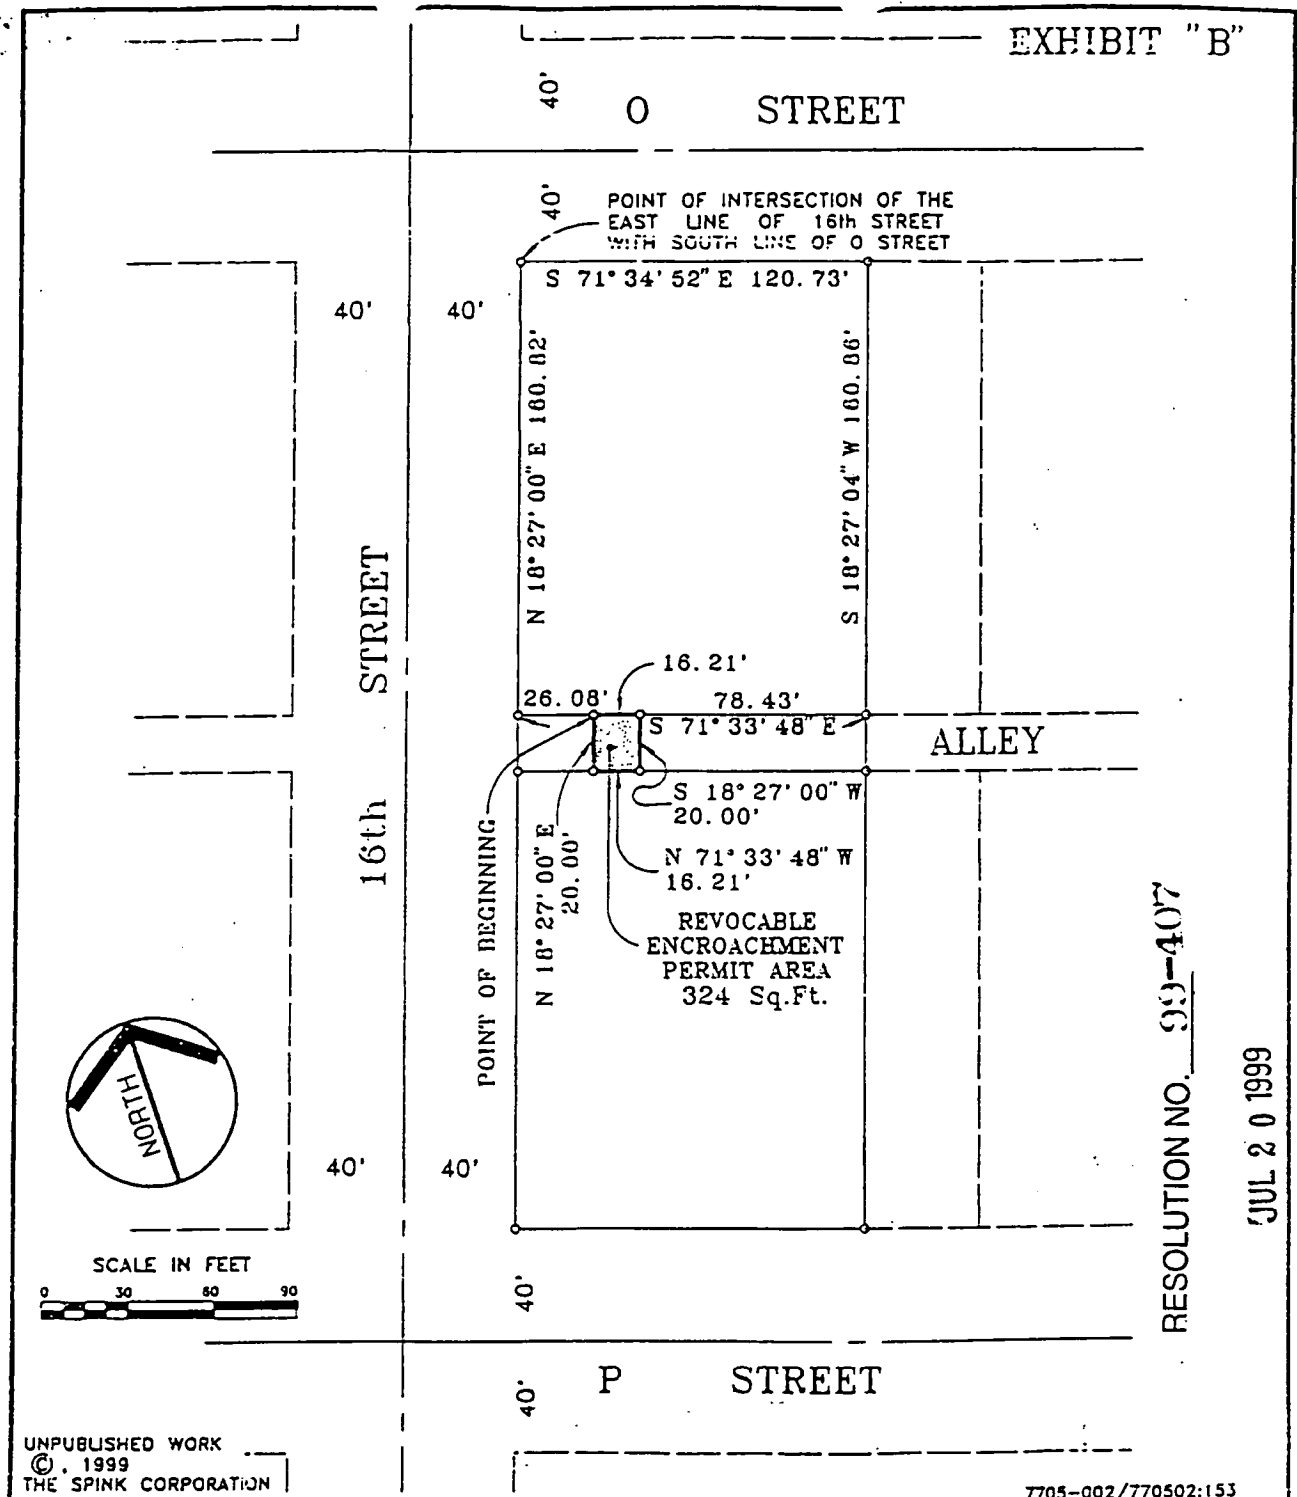 EXHIBIT "B"
40'
O STREET
40'
POINT OF INTERSECTION OF THE
EAST LINE OF 16th STREET
WITH SOUTH LINE OF O STREET
S 71° 34' 52" E 120.73'
40'
40'
N 18° 27' 00" E 160.82'
S 18° 27' 04" W 160.86'
16th STREET
16.21'
26.08'
78.43'
S 71° 33' 48" E
ALLEY
S 18° 27' 00" W
20.00'
N 71° 33' 48" W
16.21'
POINT OF BEGINNING
N 18° 27' 00" E
20.00'
REVOCABLE
ENCROACHMENT
PERMIT AREA
324 Sq.Ft.
NORTH
40'
40'
RESOLUTION NO. 99-407
JUL 20 1999
SCALE IN FEET
0 30 60 90
40'
P STREET
40'
UNPUBLISHED WORK
©, 1999
THE SPINK CORPORATION
7705-002/770502:153